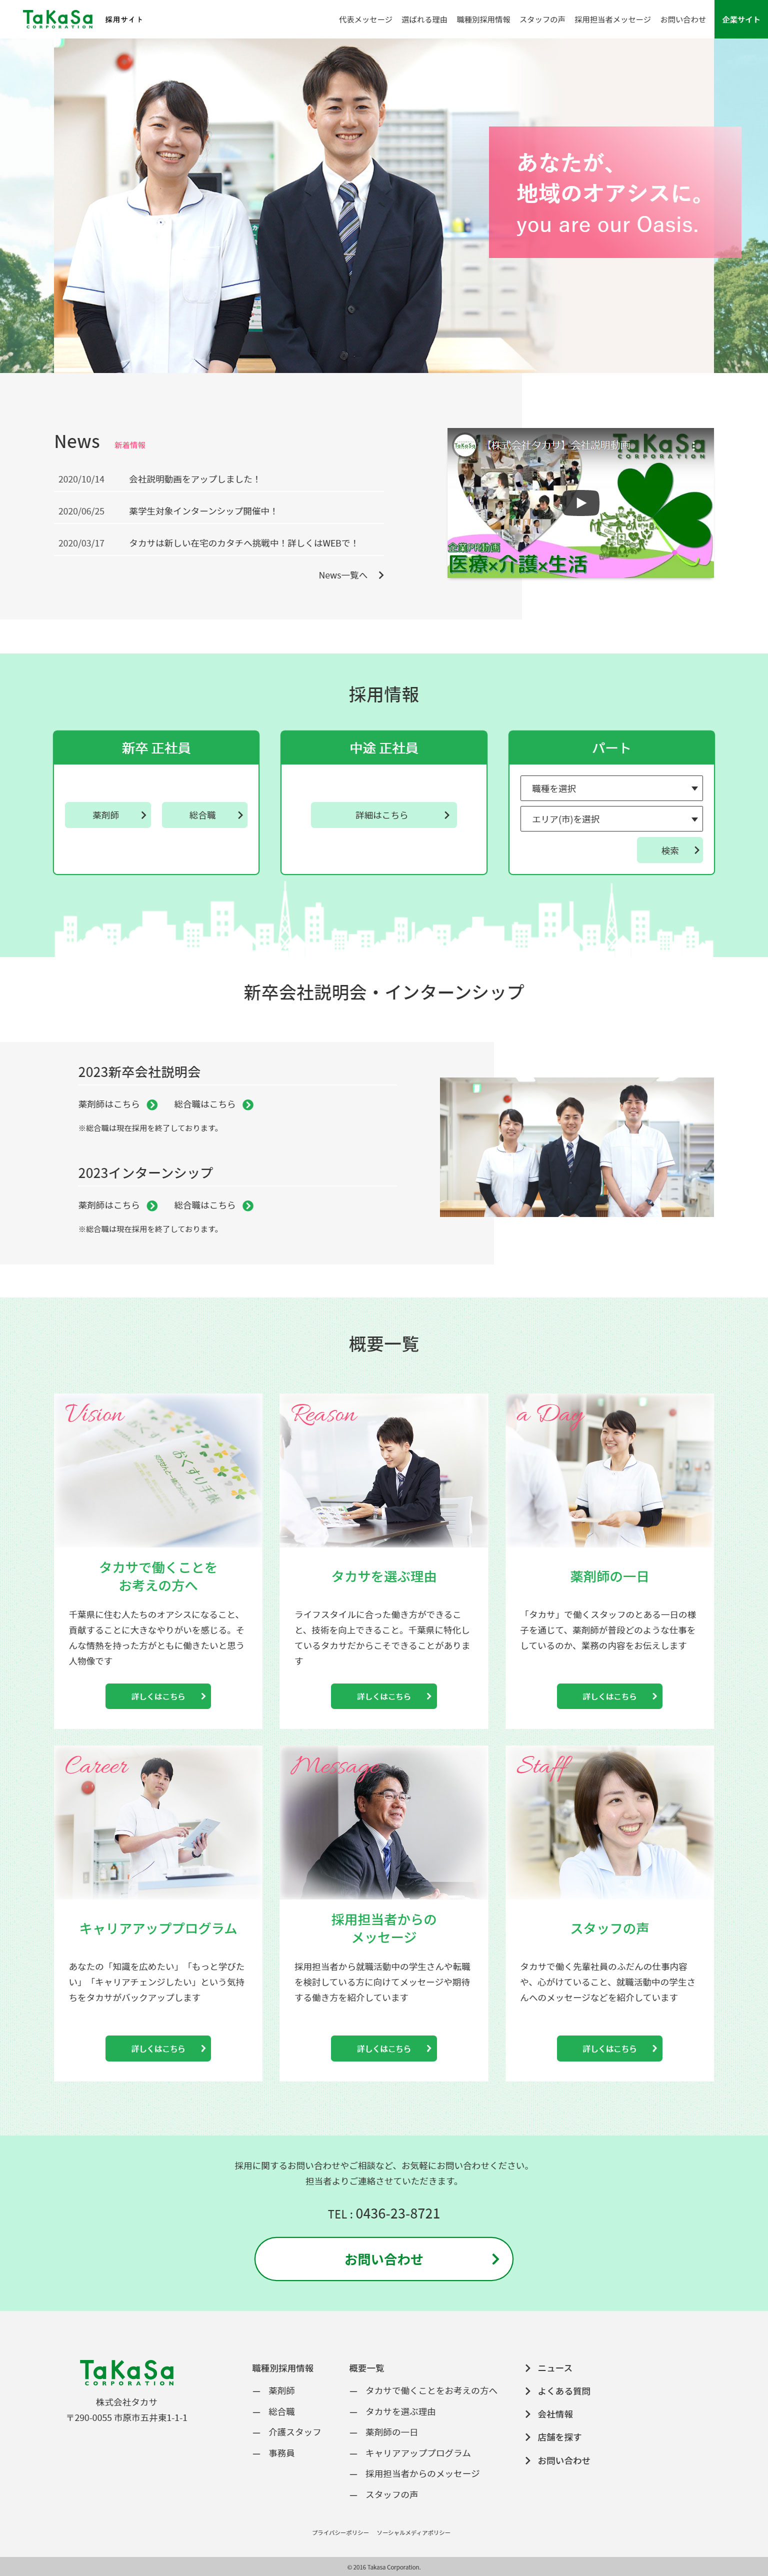 TaKaSa
CORPORATION
採用サイト
代表メッセージ 選ばれる理由 職種別採用情報 スタッフの声 採用担当者メッセージ お問い合わせ 企業サイト
あなたが、
地域のオアシスに。
you are our Oasis.
News 新着情報
2020/10/14 会社説明動画をアップしました！
2020/06/25 薬学生対象インターンシップ開催中！
2020/03/17 タカサは新しい在宅のカタチへ挑戦中！詳しくはWEBで！
News一覧へ
TaKaSa
【株式会社タカサ】会社説明動画
TaKaSa
CORPORATION
企業PR動画
医療×介護×生活
採用情報
新卒 正社員
薬剤師 総合職
中途 正社員
詳細はこちら
パート
職種を選択
エリア(市)を選択
検索
新卒会社説明会・インターンシップ
2023新卒会社説明会
薬剤師はこちら 総合職はこちら
※総合職は現在採用を終了しております。
2023インターンシップ
薬剤師はこちら 総合職はこちら
※総合職は現在採用を終了しております。
概要一覧
Vision
おくすり手帳
タカサで働くことを
お考えの方へ
千葉県に住む人たちのオアシスになること、
貢献することに大きなやりがいを感じる。そ
んな情熱を持った方がともに働きたいと思う
人物像です
詳しくはこちら
Reason
タカサを選ぶ理由
ライフスタイルに合った働き方ができるこ
と、技術を向上できること。千葉県に特化し
ているタカサだからこそできることがありま
す
詳しくはこちら
a Day
薬剤師の一日
「タカサ」で働くスタッフのとある一日の様
子を通じて、薬剤師が普段どのような仕事を
しているのか、業務の内容をお伝えします
詳しくはこちら
Career
キャリアアッププログラム
あなたの「知識を広めたい」「もっと学びた
い」「キャリアチェンジしたい」という気持
ちをタカサがバックアップします
詳しくはこちら
Message
採用担当者からの
メッセージ
採用担当者から就職活動中の学生さんや転職
を検討している方に向けてメッセージや期待
する働き方を紹介しています
詳しくはこちら
Staff
スタッフの声
タカサで働く先輩社員のふだんの仕事内容
や、心がけていること、就職活動中の学生さ
んへのメッセージなどを紹介しています
詳しくはこちら
採用に関するお問い合わせやご相談など、お気軽にお問い合わせください。
担当者よりご連絡させていただきます。
TEL : 0436-23-8721
お問い合わせ
TaKaSa
CORPORATION
株式会社タカサ
〒290-0055 市原市五井東1-1-1
職種別採用情報
— 薬剤師
— 総合職
— 介護スタッフ
— 事務員
概要一覧
— タカサで働くことをお考えの方へ
— タカサを選ぶ理由
— 薬剤師の一日
— キャリアアッププログラム
— 採用担当者からのメッセージ
— スタッフの声
ニュース
よくある質問
会社情報
店舗を探す
お問い合わせ
プライバシーポリシー ソーシャルメディアポリシー
© 2016 Takasa Corporation.